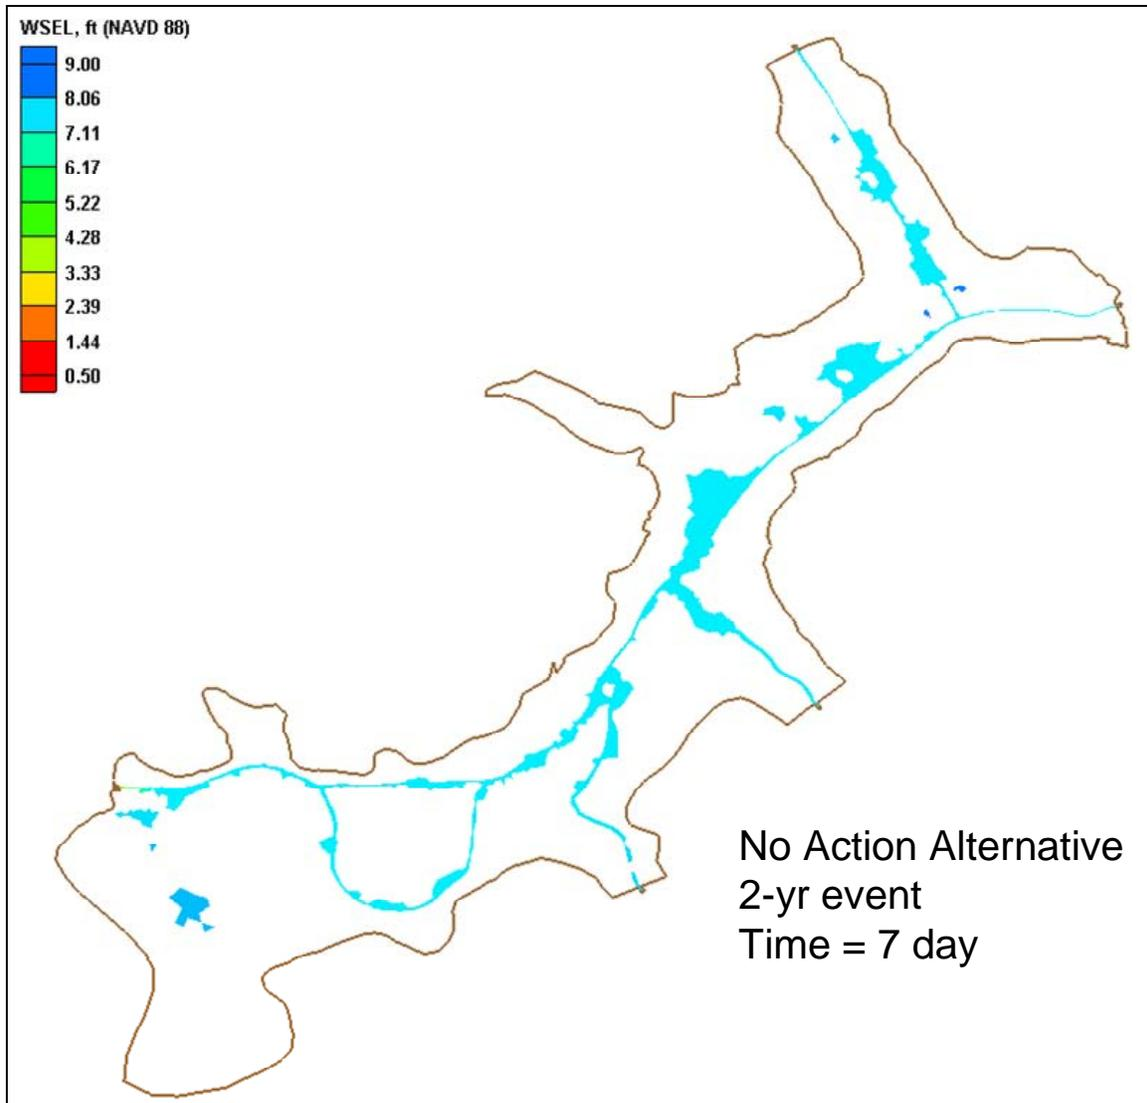 WSEL, ft (NAVD 88)
9.00
8.06
7.11
6.17
5.22
4.28
3.33
2.39
1.44
0.50
No Action Alternative
2-yr event
Time = 7 day